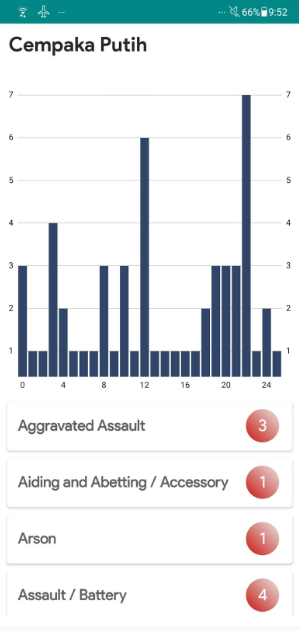 66% 9:52
Cempaka Putih
7 7
6 6
5 5
4 4
3 3
2 2
1 1
0 4 8 12 16 20 24
Aggravated Assault 3
Aiding and Abetting / Accessory 1
Arson 1
Assault / Battery 4